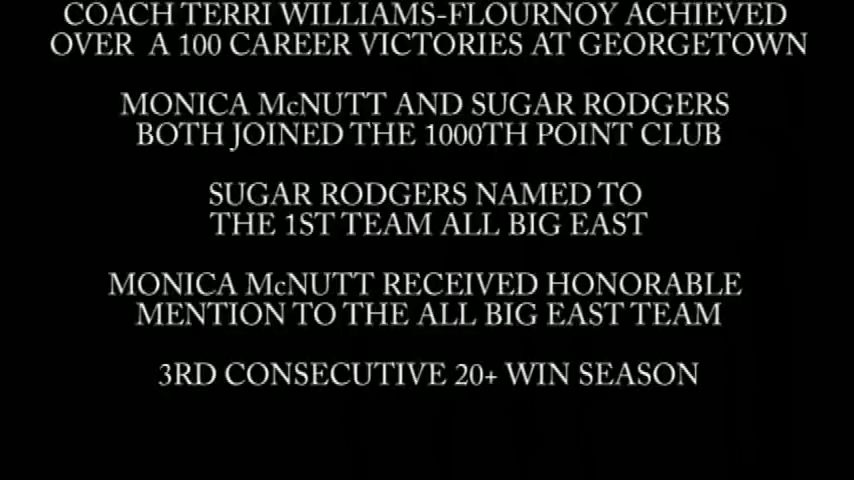 COACH TERRI WILLIAMS-FLOURNOY ACHIEVED
OVER A 100 CAREER VICTORIES AT GEORGETOWN
MONICA McNUTT AND SUGAR RODGERS
BOTH JOINED THE 1000TH POINT CLUB
SUGAR RODGERS NAMED TO
THE 1ST TEAM ALL BIG EAST
MONICA McNUTT RECEIVED HONORABLE
MENTION TO THE ALL BIG EAST TEAM
3RD CONSECUTIVE 20+ WIN SEASON